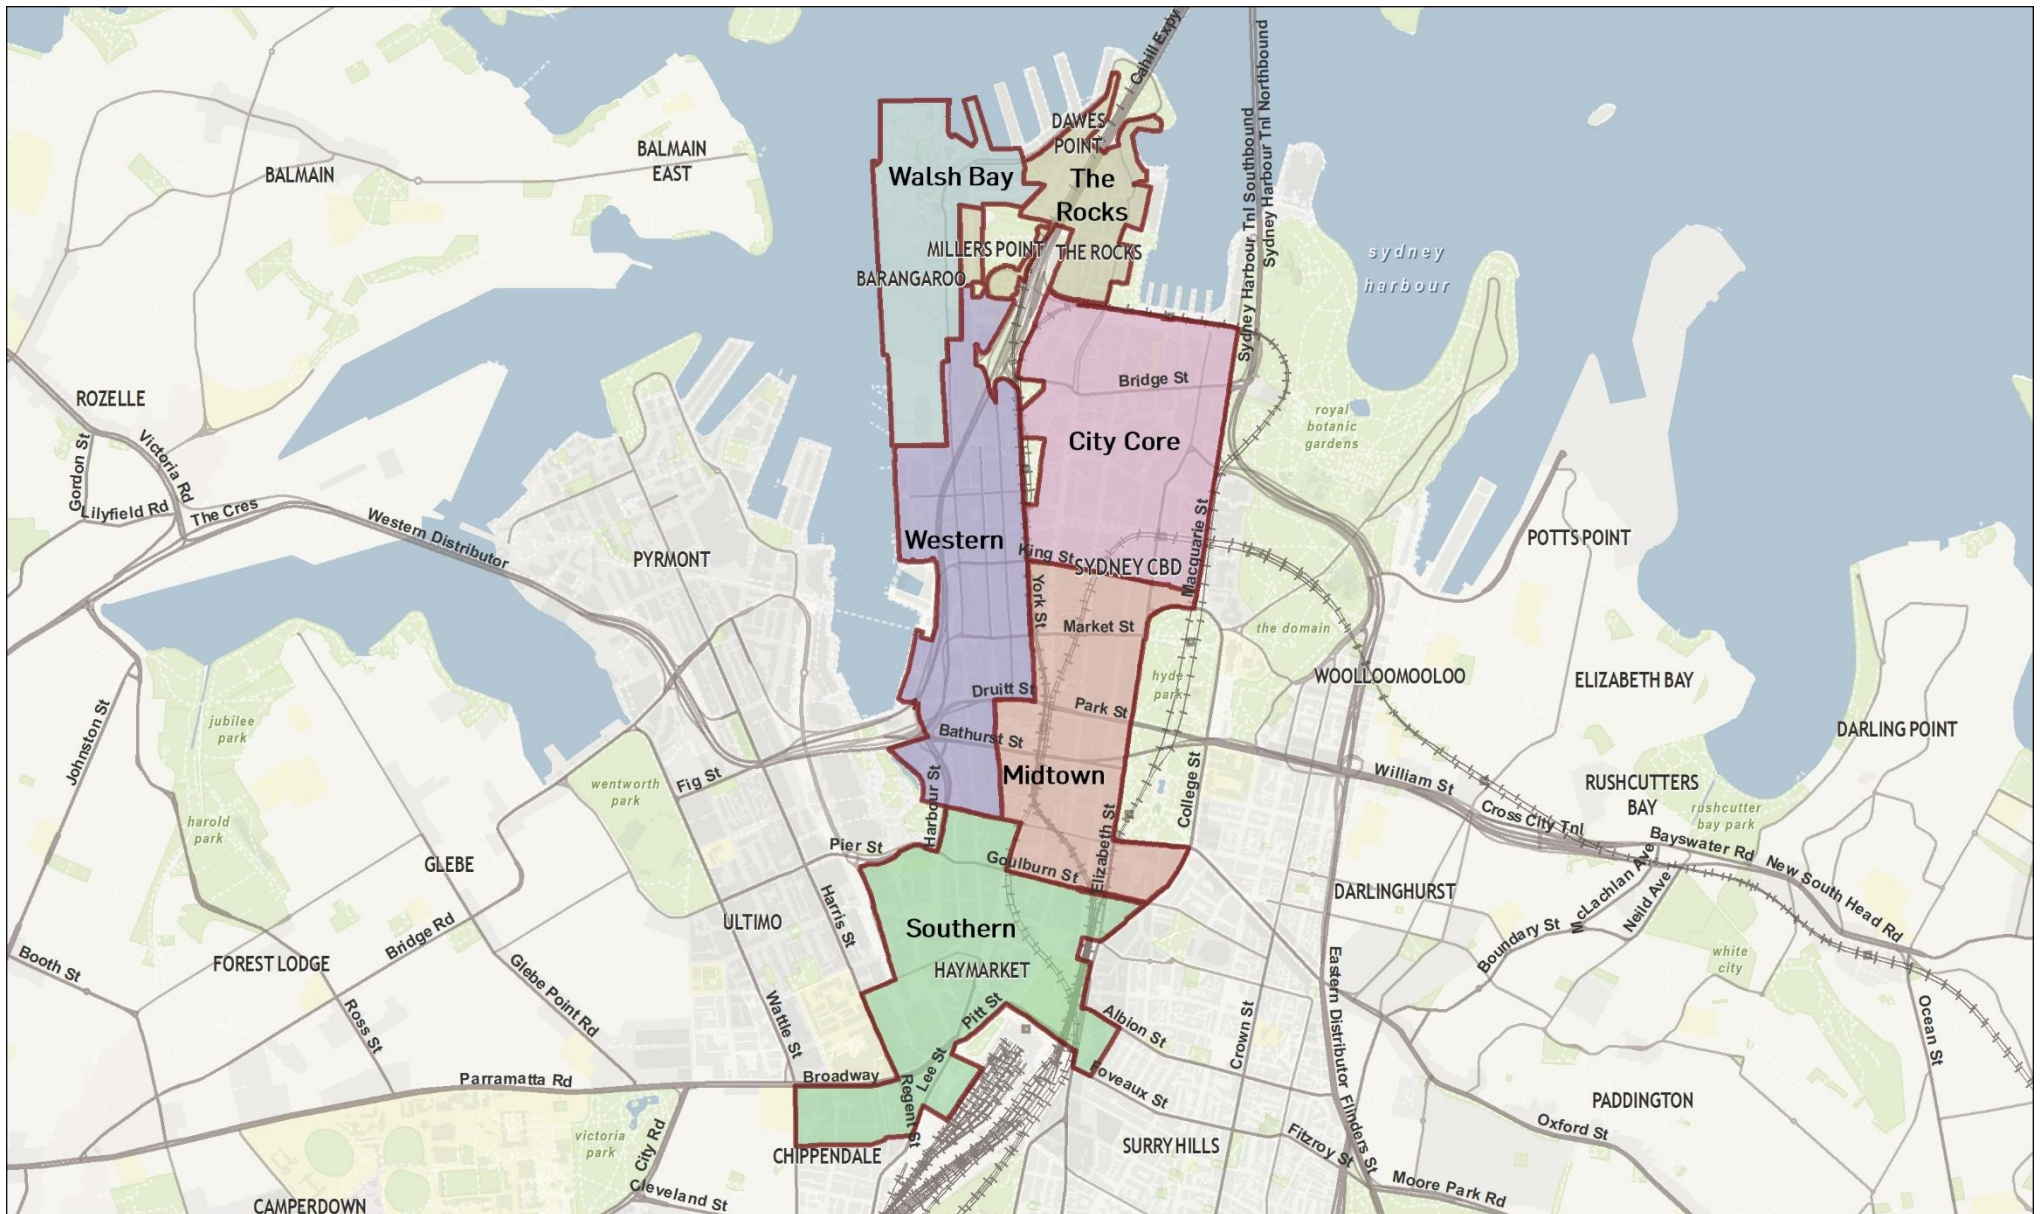 Cahill Expy
Sydney Harbour Tnl Southbound
Sydney Harbour Tnl Northbound
DAWES
POINT
BALMAIN
EAST
BALMAIN
Walsh Bay
The
Rocks
MILLERS POINT
THE ROCKS
BARANGAROO
sydney
harbour
Bridge St
ROZELLE
royal
botanic
gardens
Gordon St
Victoria Rd
City Core
Lilyfield Rd
The Cres
Western Distributor
Western
Macquarie St
POTTS POINT
PYRMONT
King St
SYDNEY CBD
York St
Market St
the domain
hyde
park
WOOLLOOMOOLOO
ELIZABETH BAY
Druitt St
Park St
jubilee
park
Johnston St
Bathurst St
DARLING POINT
Midtown
wentworth
park
Fig St
Harbour St
College St
William St
RUSHCUTTERS
BAY
rushcutter
bay park
Cross City Tnl
harold
park
Pier St
Goulburn St
Elizabeth St
Bayswater Rd
New South Head Rd
McLachlan Ave
Neild Ave
GLEBE
DARLINGHURST
ULTIMO
Harris St
Southern
HAYMARKET
Boundary St
white
city
Bridge Rd
Booth St
FOREST LODGE
Glebe Point Rd
Ross St
Wattle St
Pitt St
Albion St
Crown St
Eastern Distributor
Flinders St
Ocean St
Parramatta Rd
Broadway
Lee St
Regent St
Foveaux St
PADDINGTON
Oxford St
victoria
park
City Rd
CHIPPENDALE
SURRY HILLS
Fitzroy St
Moore Park Rd
Cleveland St
CAMPERDOWN